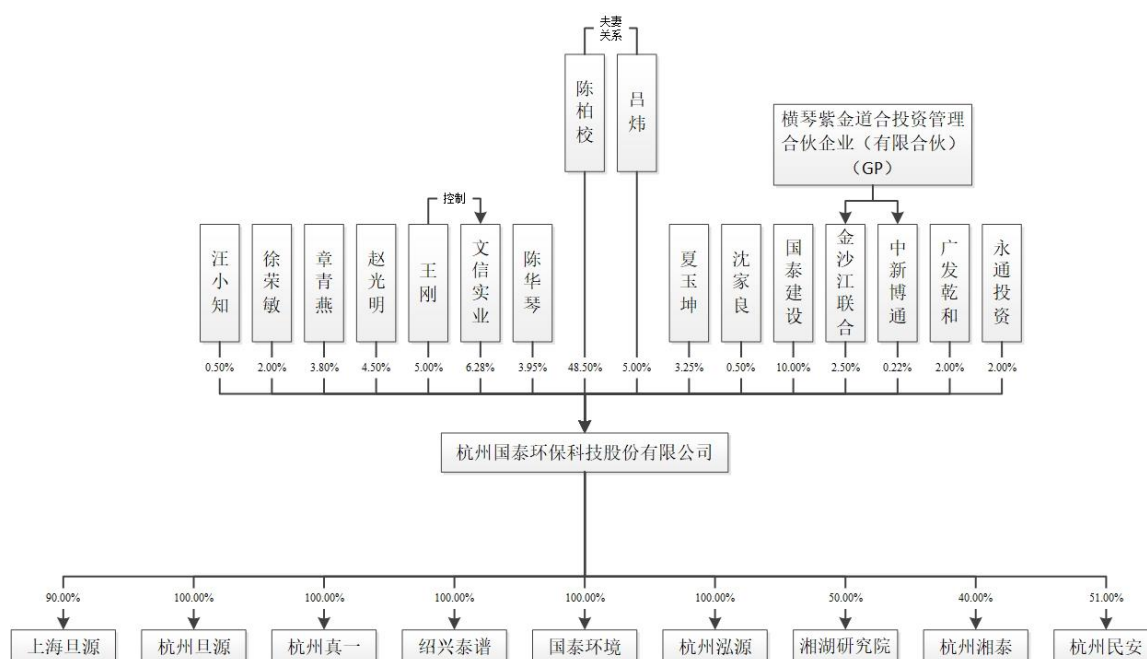 夫妻
关系
陈柏校
吕炜
横琴紫金道合投资管理
合伙企业（有限合伙）
（GP）
控制
汪小知
徐荣敏
章青燕
赵光明
王刚
文信实业
陈华琴
夏玉坤
沈家良
国泰建设
金沙江联合
中新博通
广发乾和
永通投资
0.50%
2.00%
3.80%
4.50%
5.00%
6.28%
3.95%
48.50%
5.00%
3.25%
0.50%
10.00%
2.50%
0.22%
2.00%
2.00%
杭州国泰环保科技股份有限公司
90.00%
100.00%
100.00%
100.00%
100.00%
100.00%
50.00%
40.00%
51.00%
上海旦源
杭州旦源
杭州真一
绍兴泰谱
国泰环境
杭州泓源
湘湖研究院
杭州湘泰
杭州民安